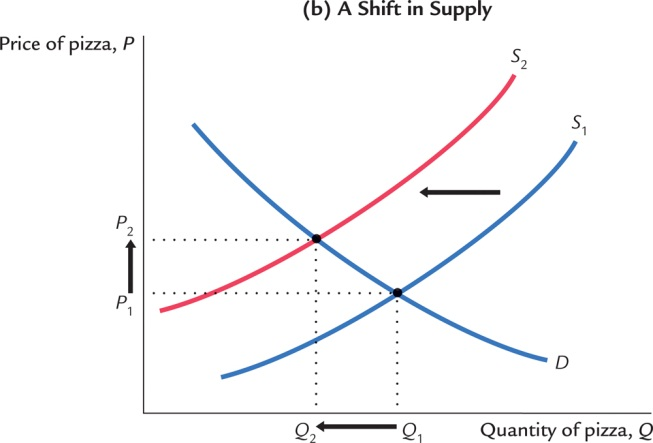 (b) A Shift in Supply
Price of pizza, P
S₂
S₁
P₂
P₁
D
Q₂
Q₁
Quantity of pizza, Q